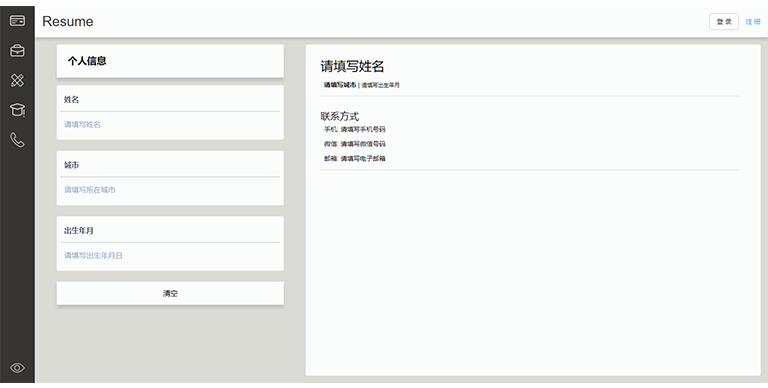 Resume
登 录
注 册
个人信息
姓名
请填写姓名
城市
请填写所在城市
出生年月
请填写出生年月日
清空
请填写姓名
请填写城市 | 请填写出生年月
联系方式
手机: 请填写手机号码
微信: 请填写微信号码
邮箱: 请填写电子邮箱